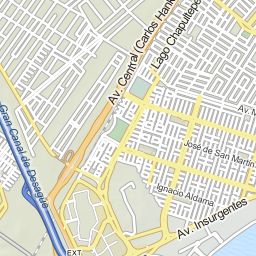 Av. Central (Carlos Hank
Lago Chapultepec
Av. M
José de San Martín
Gran Canal de Desagüe
Ignacio Aldama
Av. Insurgentes
EXT.